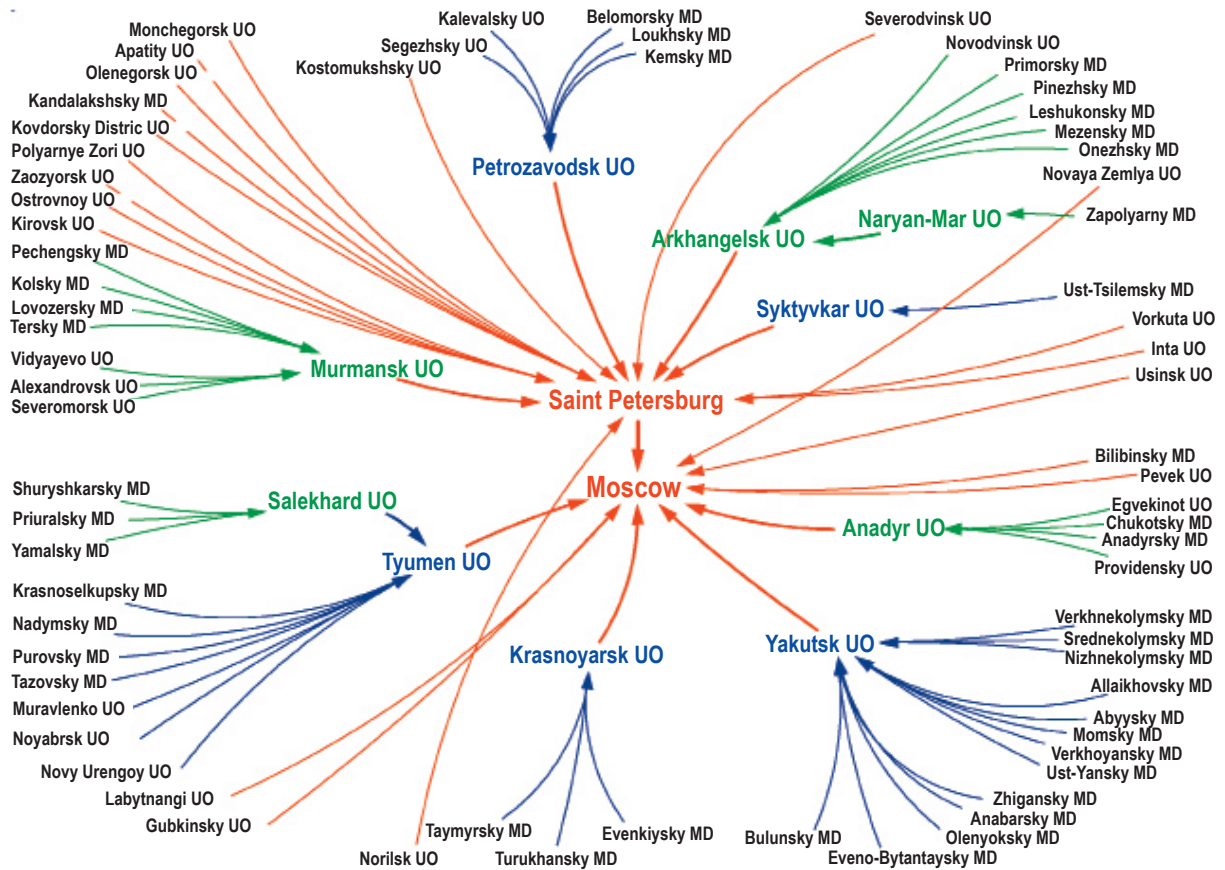 Monchegorsk UO
Apatity UO
Olenegorsk UO
Kandalakshsky MD
Kovdorsky Distric UO
Polyarnye Zori UO
Zaozyorsk UO
Ostrovnoy UO
Kirovsk UO
Pechengsky MD
Kolsky MD
Lovozersky MD
Tersky MD
Vidyayevo UO
Alexandrovsk UO
Severomorsk UO
Murmansk UO
Kalevalsky UO
Segezhsky UO
Kostomukshsky UO
Belomorsky MD
Loukhsky MD
Kemsky MD
Petrozavodsk UO
Severodvinsk UO
Novodvinsk UO
Primorsky MD
Pinezhsky MD
Leshukonsky MD
Mezensky MD
Onezhsky MD
Novaya Zemlya UO
Naryan-Mar UO
Zapolyarny MD
Arkhangelsk UO
Syktyvkar UO
Ust-Tsilemsky MD
Vorkuta UO
Inta UO
Usinsk UO
Saint Petersburg
Moscow
Bilibinsky MD
Pevek UO
Egvekinot UO
Chukotsky MD
Anadyrsky MD
Providensky UO
Anadyr UO
Shuryshkarsky MD
Priuralsky MD
Yamalsky MD
Salekhard UO
Tyumen UO
Krasnoselkupsky MD
Nadymsky MD
Purovsky MD
Tazovsky MD
Muravlenko UO
Noyabrsk UO
Novy Urengoy UO
Labytnangi UO
Gubkinsky UO
Norilsk UO
Krasnoyarsk UO
Taymyrsky MD
Turukhansky MD
Evenkiysky MD
Yakutsk UO
Verkhnekolymsky MD
Srednekolymsky MD
Nizhnekolymsky MD
Allaikhovsky MD
Abyysky MD
Momsky MD
Verkhoyansky MD
Ust-Yansky MD
Zhigansky MD
Anabarsky MD
Olenyoksky MD
Bulunsky MD
Eveno-Bytantaysky MD